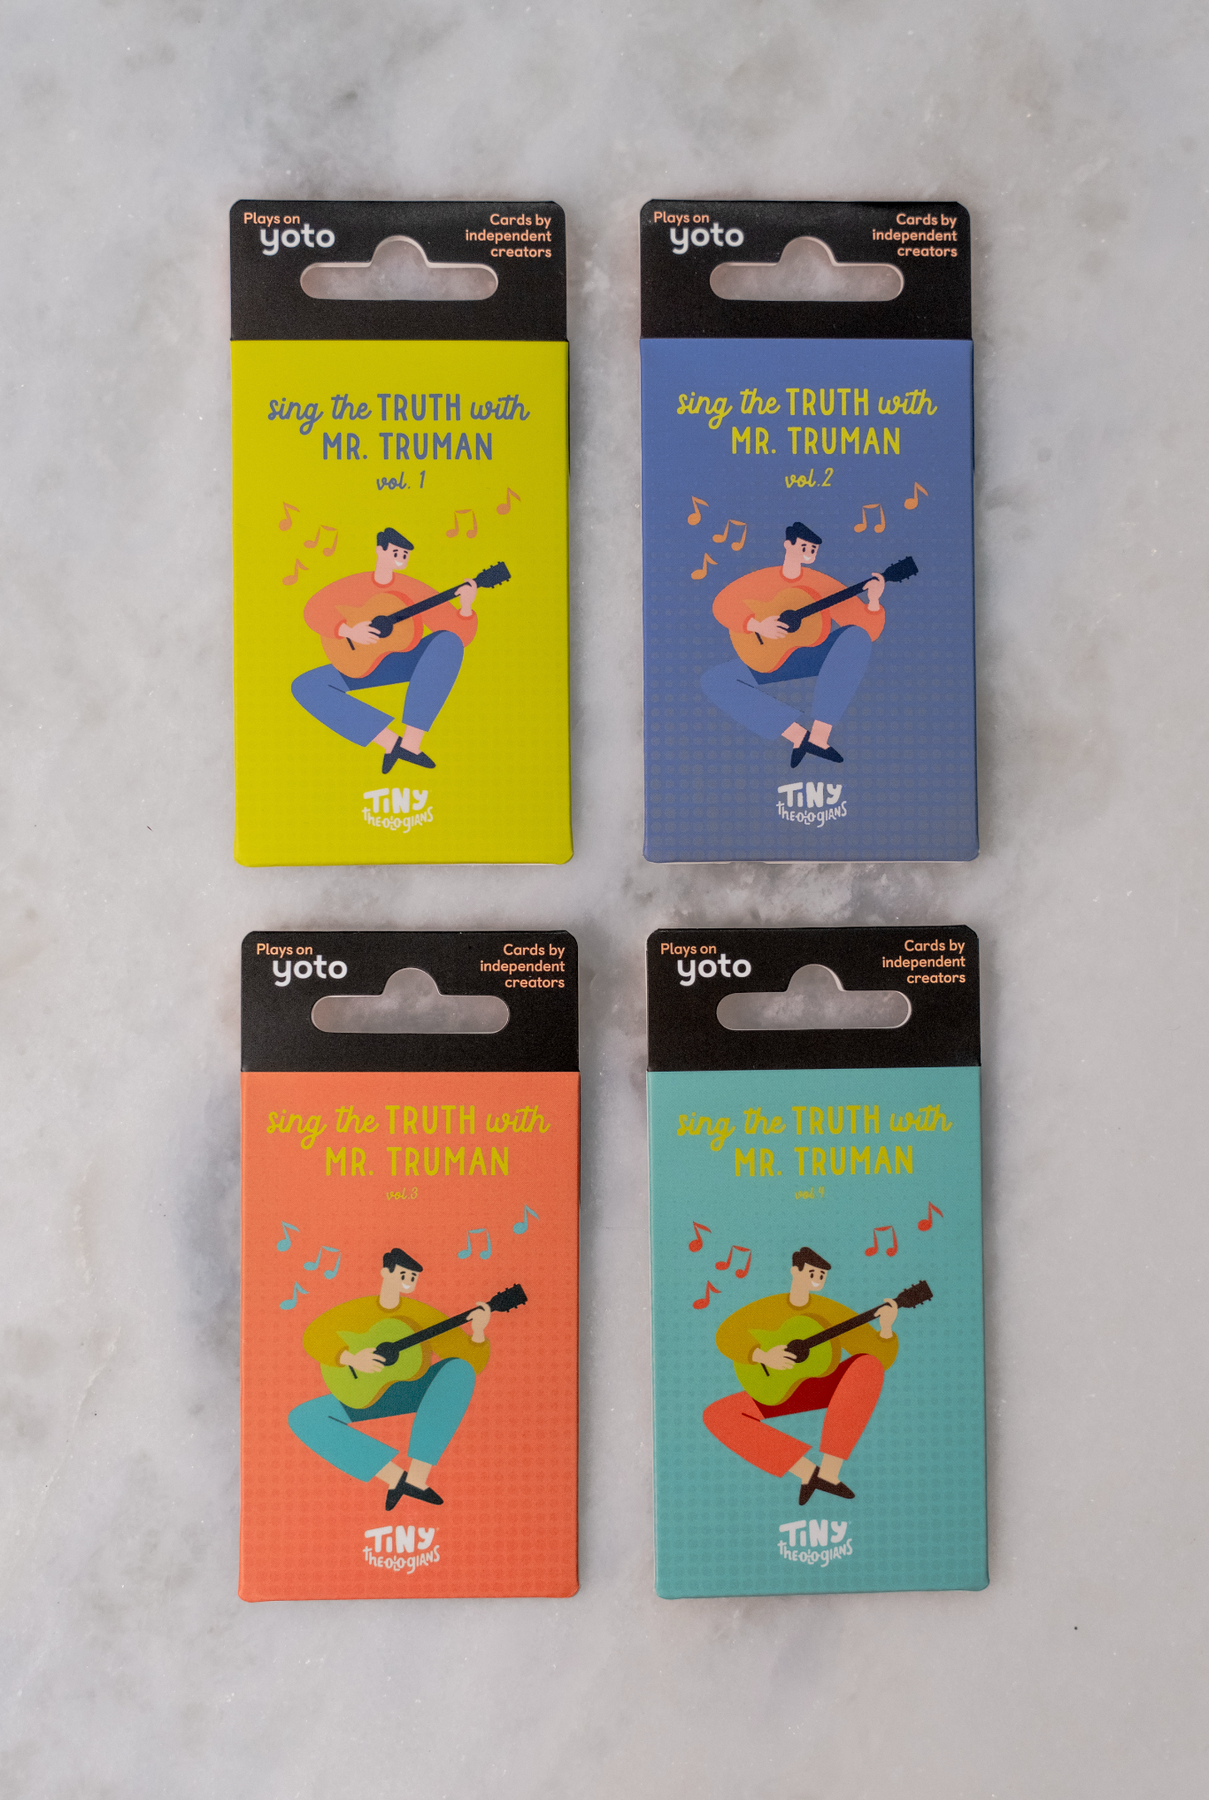 Plays on
yoto
Cards by
independent
creators
sing the TRUTH with
MR. TRUMAN
vol. 1
TiNy
THEOLOGIANS
Plays on
yoto
Cards by
independent
creators
sing the TRUTH with
MR. TRUMAN
vol.2
TiNy
THEOLOGIANS
Plays on
yoto
Cards by
independent
creators
sing the TRUTH with
MR. TRUMAN
vol.3
TiNy
THEOLOGIANS
Plays on
yoto
Cards by
independent
creators
sing the TRUTH with
MR. TRUMAN
vol 4
TiNy
THEOLOGIANS